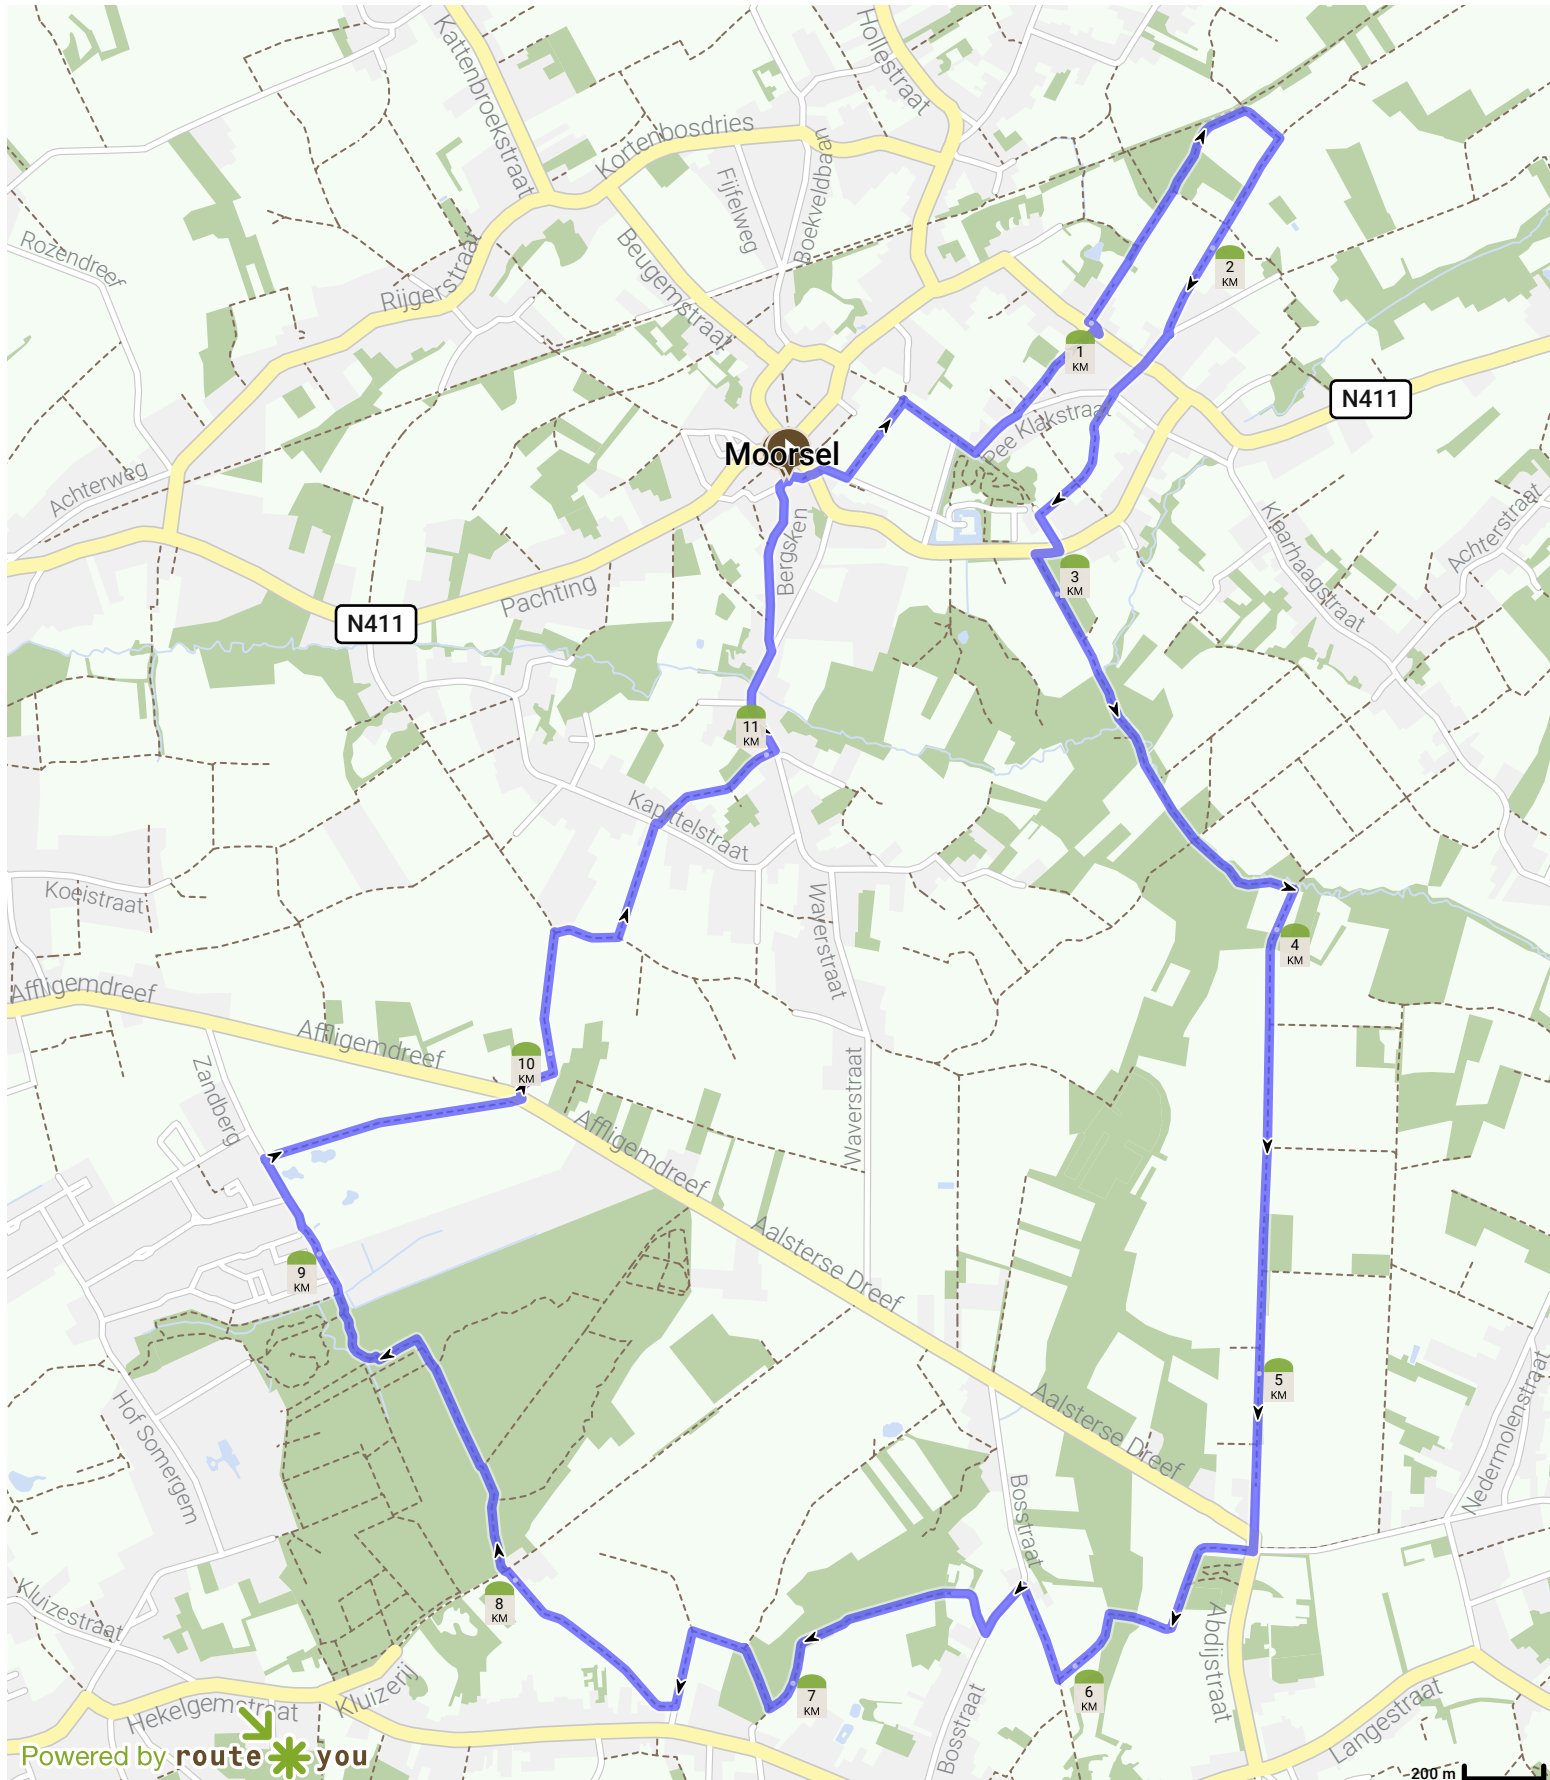 Kattenbroekstraat
Hollestraat
Kortenbosdries
Boekveldbaan
Fijfelweg
Rozendreef
Beugemstraat
Rijgerstraat
2
KM
1
KM
N411
Pee Klakstraat
Moorsel
Achterweg
Klaarhaagstraat
Achterstraat
Bergsken
Pachting
3
KM
N411
11
KM
Kapittelstraat
Koeistraat
Waverstraat
4
KM
Affligemdreef
Affligemdreef
10
KM
Zandberg
Waverstraat
Affligemdreef
Aalsterse Dreef
9
KM
5
KM
Aalsterse Dreef
Nedermolenstraat
Hof Somergem
Bosstraat
Kluizestraat
8
KM
Abdijstraat
Kluizerij
7
KM
6
KM
Hekelgemstraat
Bosstraat
Langestraat
Powered by route you
200 m